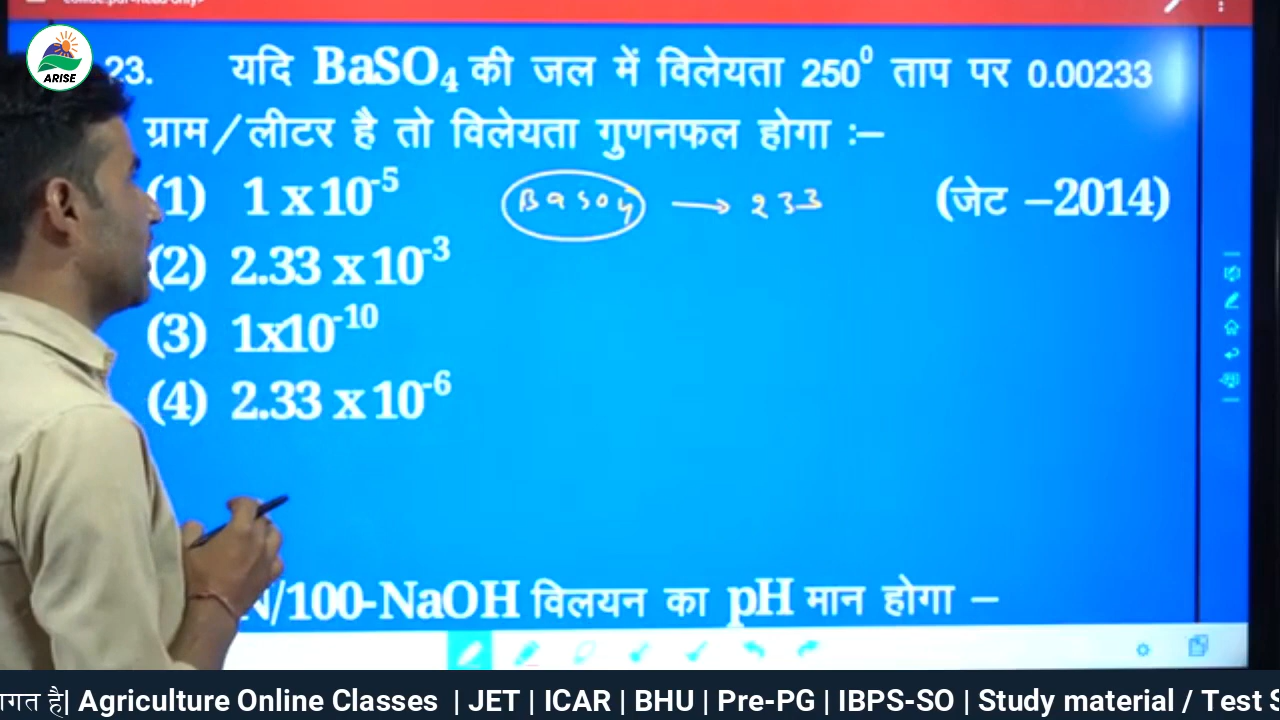 ARISE
23. यदि BaSO₄ की जल में विलेयता 250⁰ ताप पर 0.00233
ग्राम/लीटर है तो विलेयता गुणनफल होगा :–
(1) 1 x 10⁻⁵ BaSO4 → 233 (जेट –2014)
(2) 2.33 x 10⁻³
(3) 1x10⁻¹⁰
(4) 2.33 x 10⁻⁶
N/100-NaOH विलयन का pH मान होगा –
है| Agriculture Online Classes | JET | ICAR | BHU | Pre-PG | IBPS-SO | Study material / Test